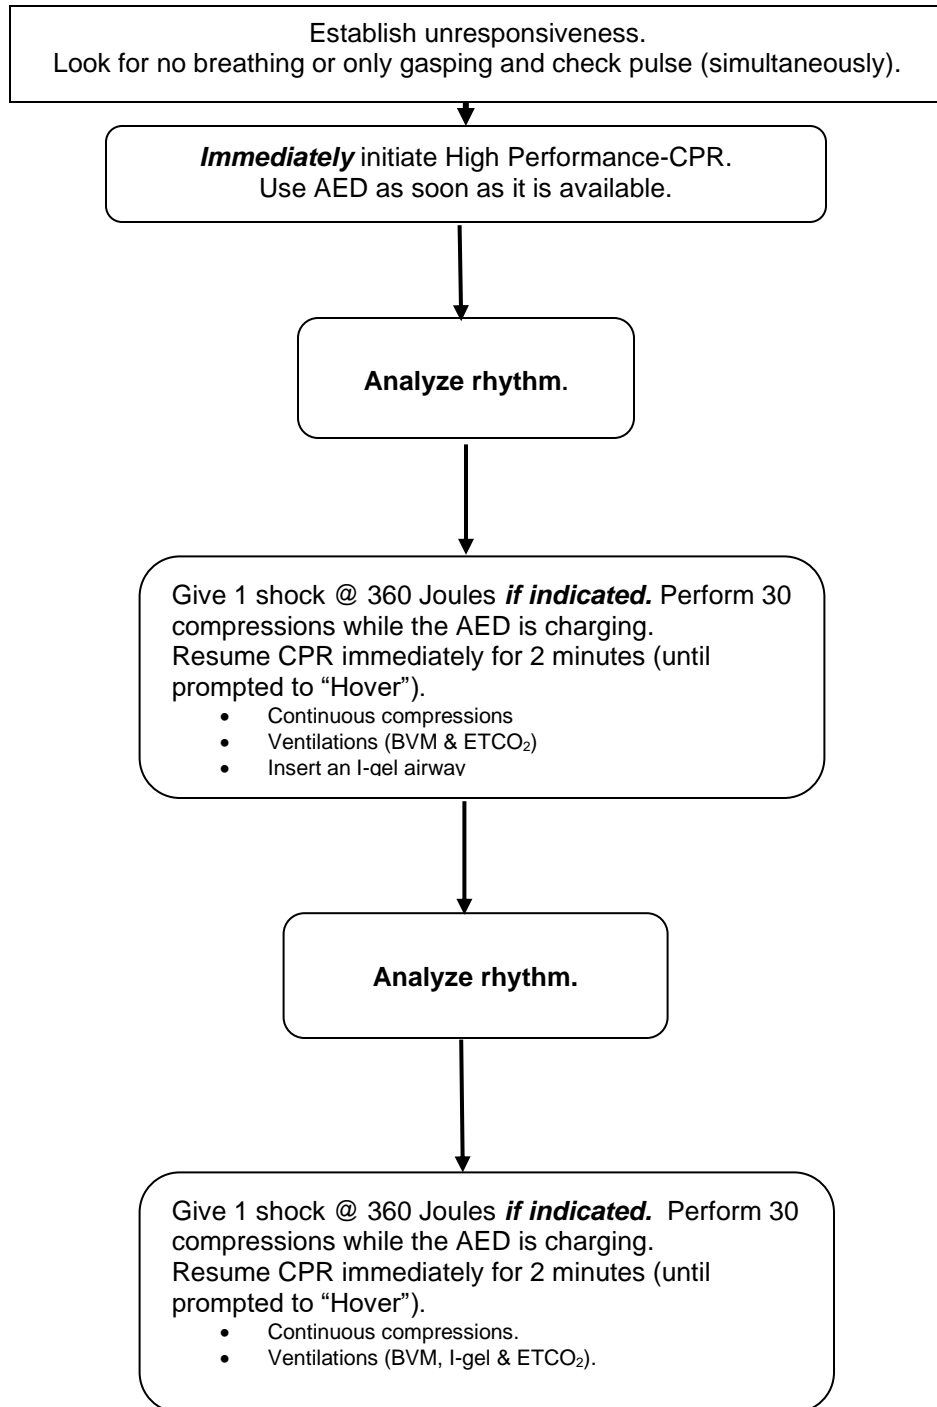 Establish unresponsiveness.
Look for no breathing or only gasping and check pulse (simultaneously).
Immediately initiate High Performance-CPR.
Use AED as soon as it is available.
Analyze rhythm.
Give 1 shock @ 360 Joules if indicated. Perform 30
compressions while the AED is charging.
Resume CPR immediately for 2 minutes (until
prompted to “Hover”).
• Continuous compressions
• Ventilations (BVM & ETCO₂)
• Insert an I-gel airway
Analyze rhythm.
Give 1 shock @ 360 Joules if indicated.  Perform 30
compressions while the AED is charging.
Resume CPR immediately for 2 minutes (until
prompted to “Hover”).
• Continuous compressions.
• Ventilations (BVM, I-gel & ETCO₂).